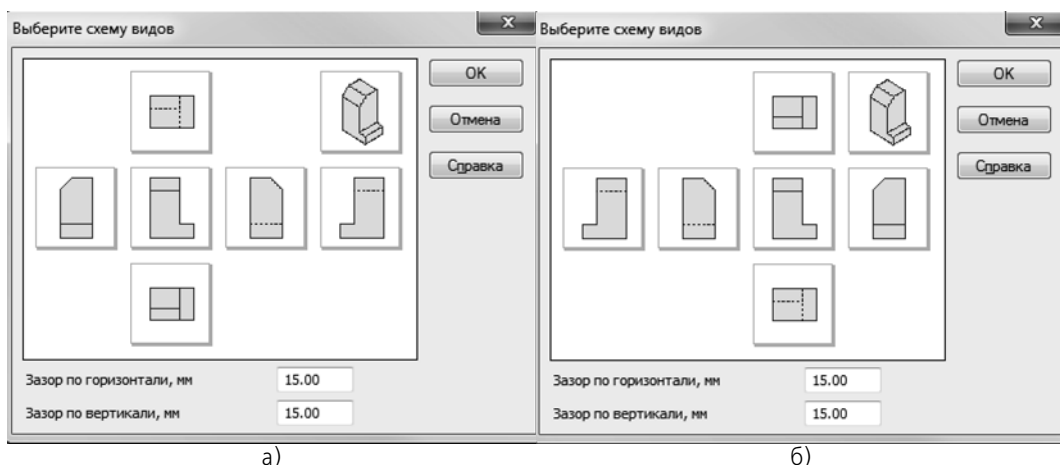 Выберите схему видов
OK
Отмена
Справка
Зазор по горизонтали, мм 15.00
Зазор по вертикали, мм 15.00
а)
Выберите схему видов
OK
Отмена
Справка
Зазор по горизонтали, мм 15.00
Зазор по вертикали, мм 15.00
б)